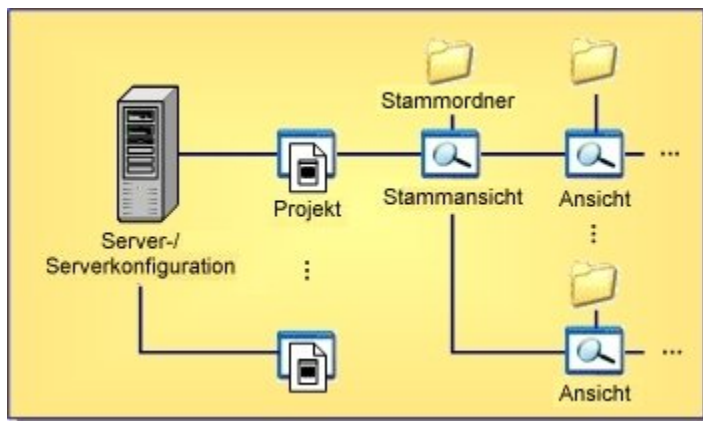 Stammordner
Projekt
Stammansicht
Ansicht
...
Server-/
Serverkonfiguration
...
...
Ansicht
...